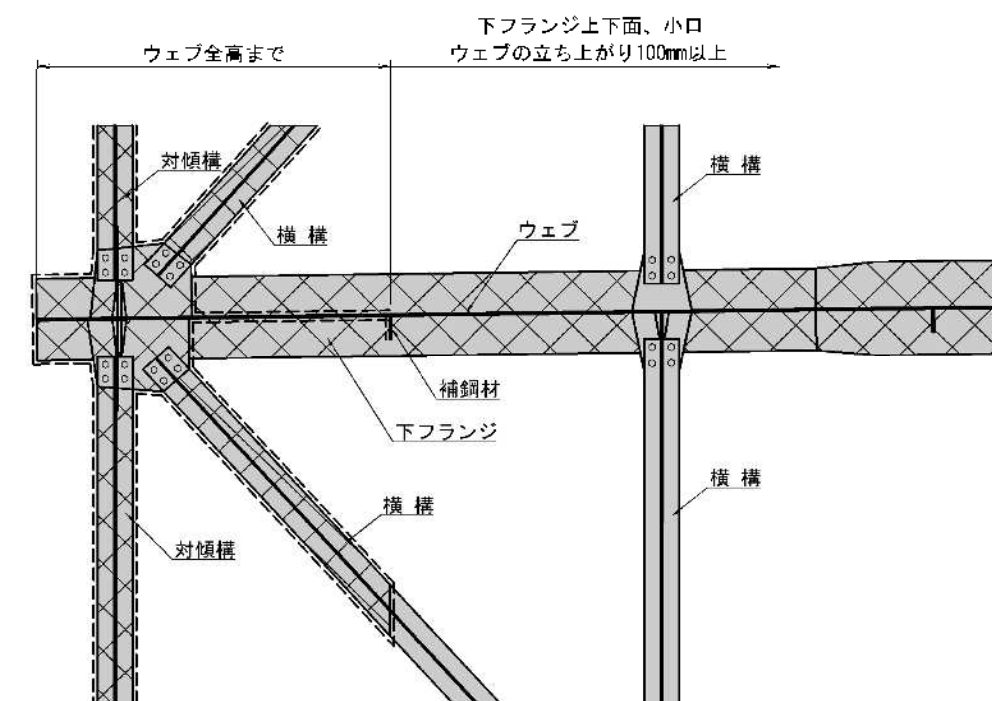 下フランジ上下面、小口
ウェブ全高まで
ウェブの立ち上がり100mm以上
対傾構
横 構
横 構
ウェブ
補鋼材
下フランジ
横 構
横 構
対傾構